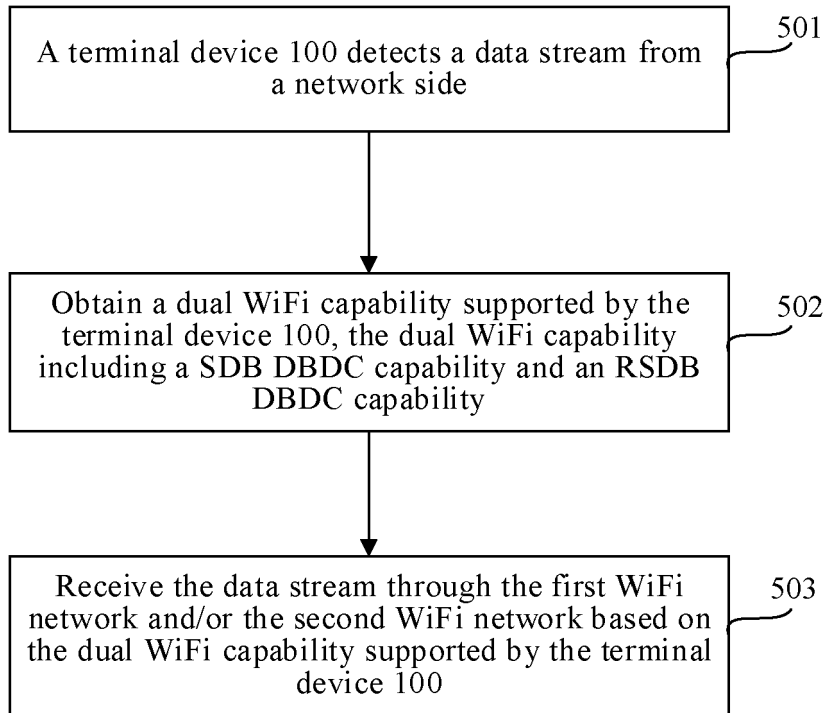 A terminal device 100 detects a data stream from
a network side
501
Obtain a dual WiFi capability supported by the
terminal device 100, the dual WiFi capability
including a SDB DBDC capability and an RSDB
DBDC capability
502
Receive the data stream through the first WiFi
network and/or the second WiFi network based on
the dual WiFi capability supported by the terminal
device 100
503